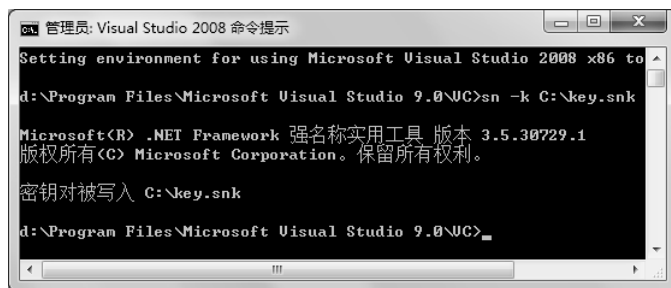 管理员: Visual Studio 2008 命令提示
Setting environment for using Microsoft Visual Studio 2008 x86 to
d:\Program Files\Microsoft Visual Studio 9.0\VC>sn -k C:\key.snk
Microsoft(R) .NET Framework 强名称实用工具 版本 3.5.30729.1
版权所有(C) Microsoft Corporation。保留所有权利。
密钥对被写入 C:\key.snk
d:\Program Files\Microsoft Visual Studio 9.0\VC>_